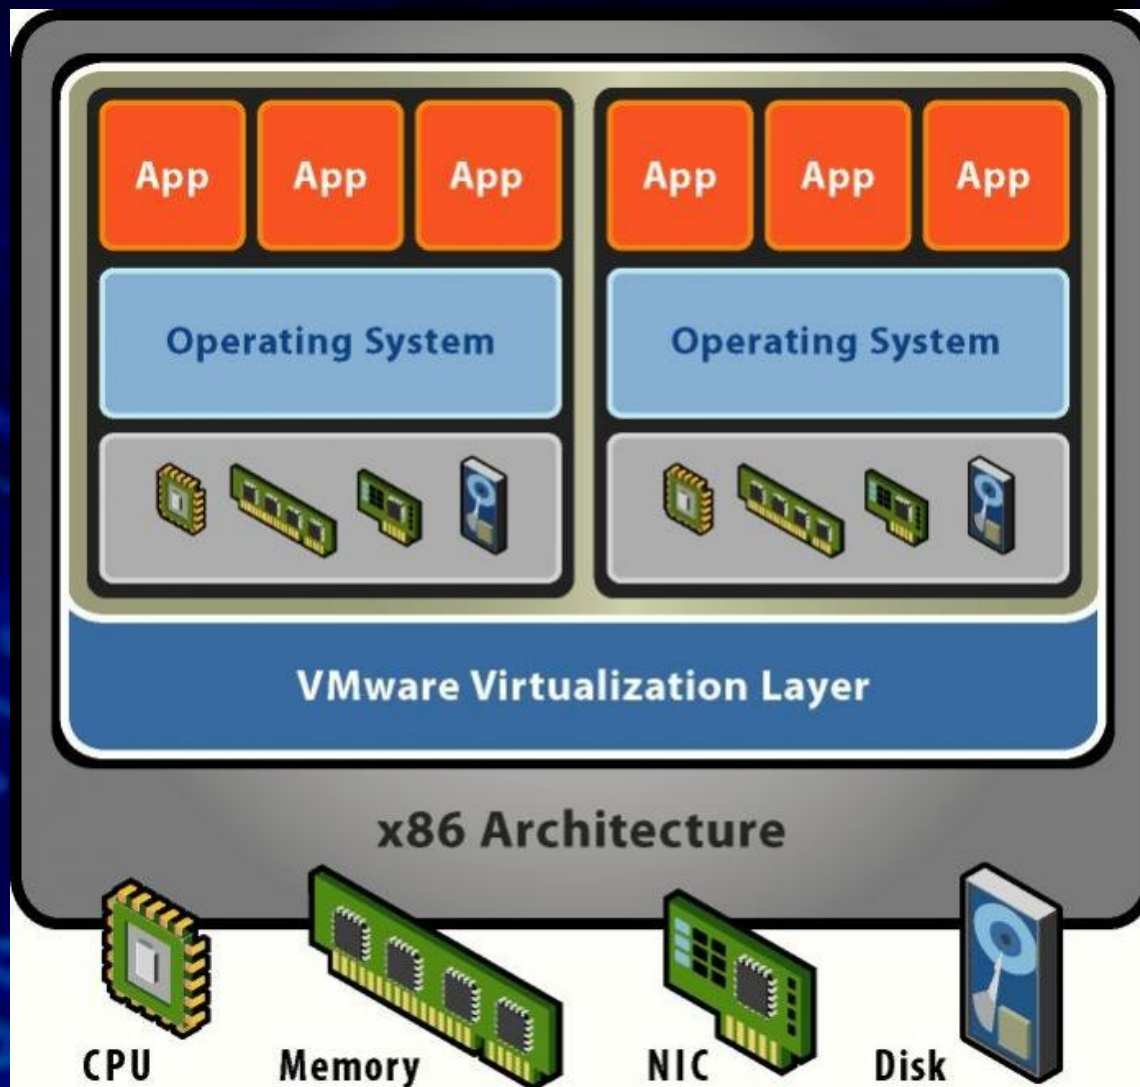 App App App App App App
Operating System Operating System
VMware Virtualization Layer
x86 Architecture
CPU Memory NIC Disk